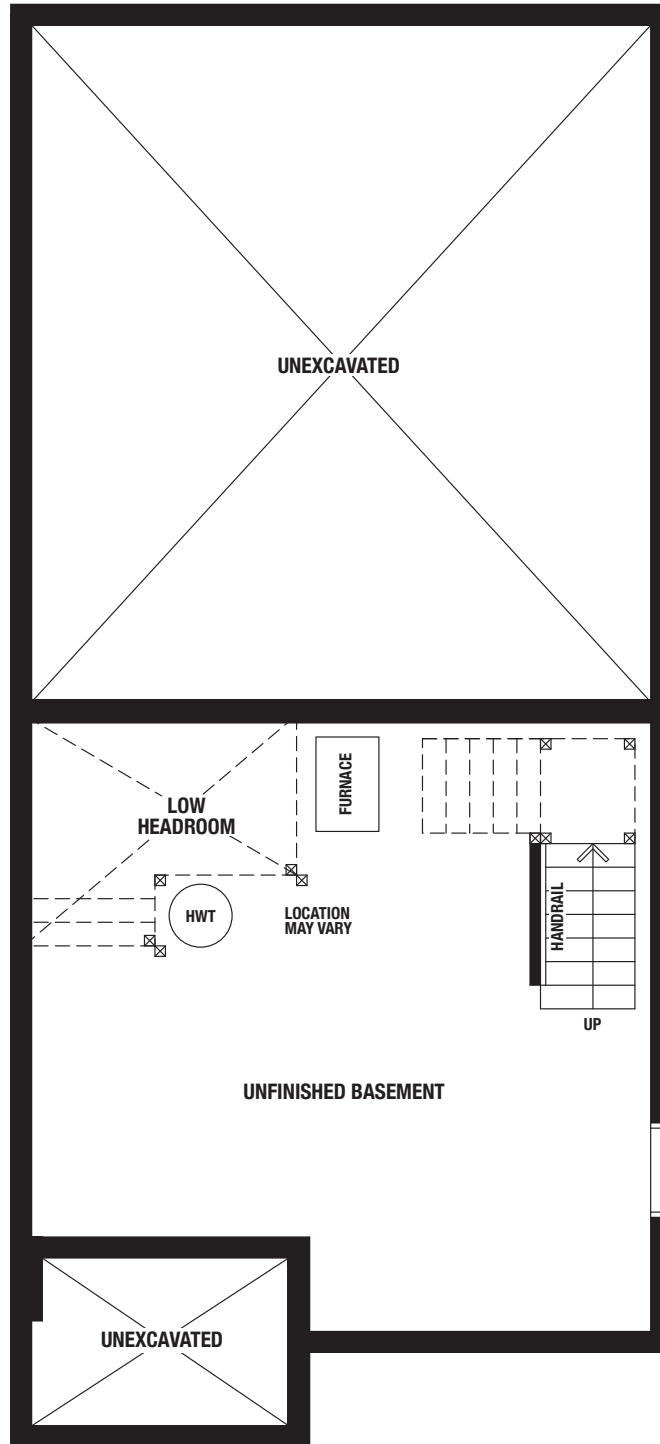 UNEXCAVATED
LOW
HEADROOM
FURNACE
HWT
LOCATION
MAY VARY
HANDRAIL
UP
UNFINISHED BASEMENT
UNEXCAVATED